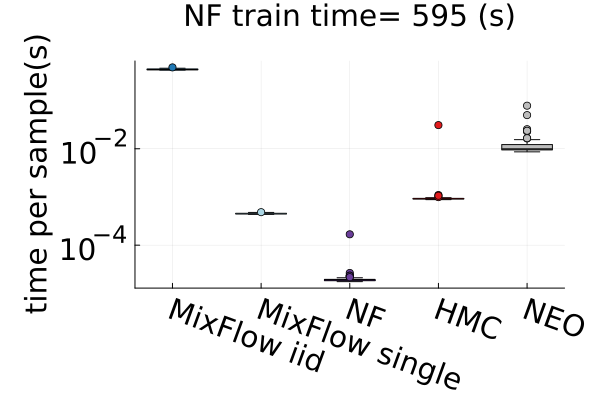 NF train time= 595 (s)
time per sample(s)
10⁻²
10⁻⁴
MixFlow iid
MixFlow single
NF
HMC
NEO